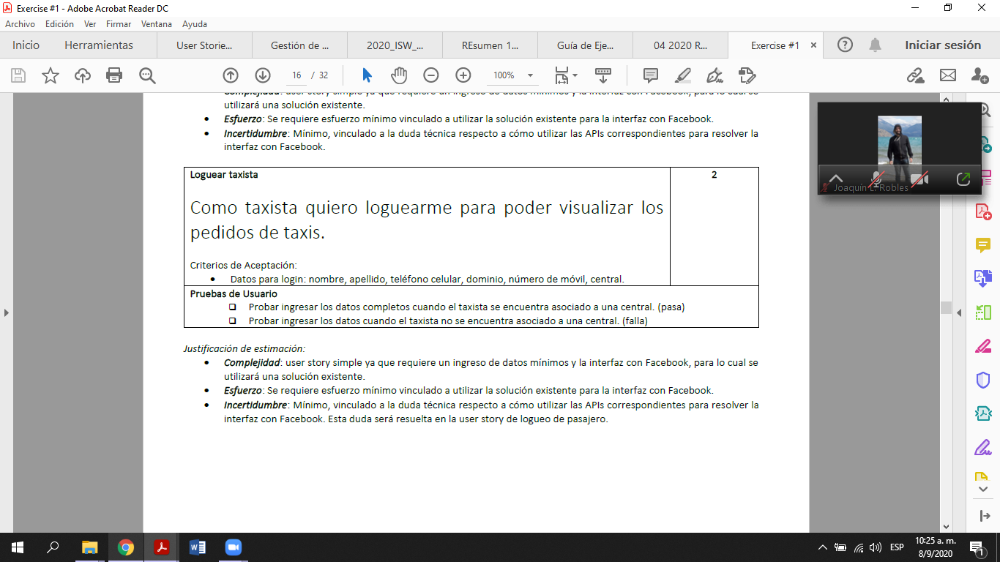 Exercise #1 - Adobe Acrobat Reader DC
Archivo Edición Ver Firmar Ventana Ayuda
Inicio Herramientas User Storie... Gestión de ... 2020_ISW_... REsumen 1... Guía de Eje... 04 2020 R... Exercise #1 Iniciar sesión
16 / 32 100%
Complejidad: user story simple ya que requiere un ingreso de datos mínimos y la interfaz con Facebook, para lo cual se
utilizará una solución existente.
• Esfuerzo: Se requiere esfuerzo mínimo vinculado a utilizar la solución existente para la interfaz con Facebook.
• Incertidumbre: Mínimo, vinculado a la duda técnica respecto a cómo utilizar las APIs correspondientes para resolver la
interfaz con Facebook.
Joaquín L. Robles
Loguear taxista 2
Como taxista quiero loguearme para poder visualizar los
pedidos de taxis.
Criterios de Aceptación:
• Datos para login: nombre, apellido, teléfono celular, dominio, número de móvil, central.
Pruebas de Usuario
❑ Probar ingresar los datos completos cuando el taxista se encuentra asociado a una central. (pasa)
❑ Probar ingresar los datos cuando el taxista no se encuentra asociado a una central. (falla)
Justificación de estimación:
• Complejidad: user story simple ya que requiere un ingreso de datos mínimos y la interfaz con Facebook, para lo cual se
utilizará una solución existente.
• Esfuerzo: Se requiere esfuerzo mínimo vinculado a utilizar la solución existente para la interfaz con Facebook.
• Incertidumbre: Mínimo, vinculado a la duda técnica respecto a cómo utilizar las APIs correspondientes para resolver la
interfaz con Facebook. Esta duda será resuelta en la user story de logueo de pasajero.
ESP
10:25 a. m.
8/9/2020
1